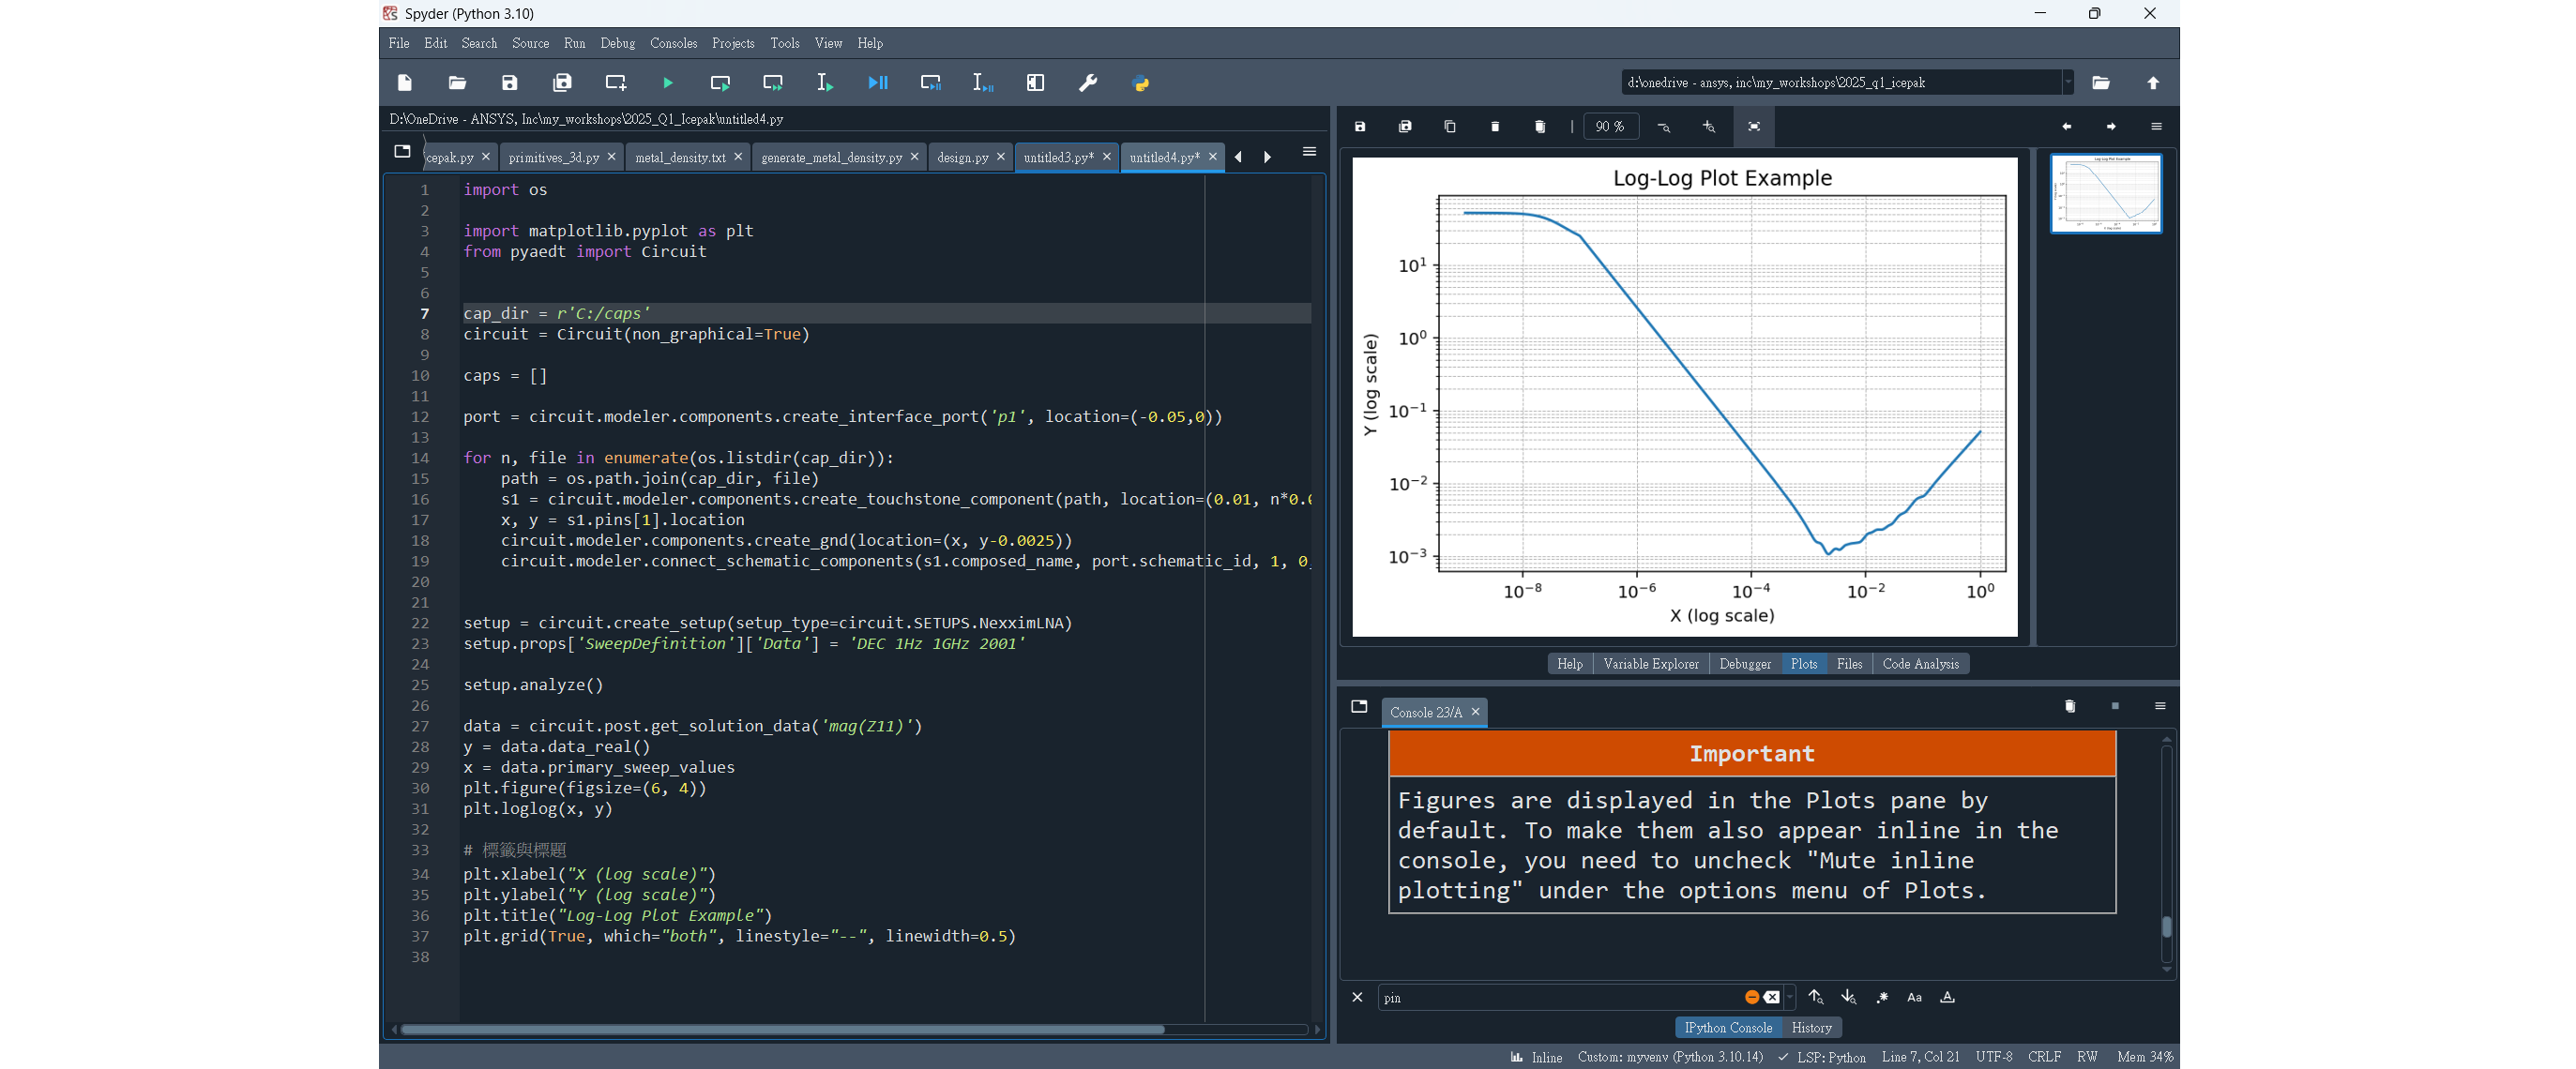 Spyder (Python 3.10)
File Edit Search Source Run Debug Consoles Projects Tools View Help
d:\onedrive - ansys, inc\my_workshops\2025_q1_icepak
D:\OneDrive - ANSYS, Inc\my_workshops\2025_Q1_Icepak\untitled4.py
cepak.py primitives_3d.py metal_density.txt generate_metal_density.py design.py untitled3.py* untitled4.py*
1 import os
2
3 import matplotlib.pyplot as plt
4 from pyaedt import Circuit
5
6
7 cap_dir = r'C:/caps'
8 circuit = Circuit(non_graphical=True)
9
10 caps = []
11
12 port = circuit.modeler.components.create_interface_port('p1', location=(-0.05,0))
13
14 for n, file in enumerate(os.listdir(cap_dir)):
15 path = os.path.join(cap_dir, file)
16 s1 = circuit.modeler.components.create_touchstone_component(path, location=(0.01, n*0.
17 x, y = s1.pins[1].location
18 circuit.modeler.components.create_gnd(location=(x, y-0.0025))
19 circuit.modeler.connect_schematic_components(s1.composed_name, port.schematic_id, 1, 0
20
21
22 setup = circuit.create_setup(setup_type=circuit.SETUPS.NexximLNA)
23 setup.props['SweepDefinition']['Data'] = 'DEC 1Hz 1GHz 2001'
24
25 setup.analyze()
26
27 data = circuit.post.get_solution_data('mag(Z11)')
28 y = data.data_real()
29 x = data.primary_sweep_values
30 plt.figure(figsize=(6, 4))
31 plt.loglog(x, y)
32
33 # 標籤與標題
34 plt.xlabel("X (log scale)")
35 plt.ylabel("Y (log scale)")
36 plt.title("Log-Log Plot Example")
37 plt.grid(True, which="both", linestyle="--", linewidth=0.5)
38
90 %
Log-Log Plot Example
Y (log scale)
10¹
10⁰
10⁻¹
10⁻²
10⁻³
10⁻⁸ 10⁻⁶ 10⁻⁴ 10⁻² 10⁰
X (log scale)
Help Variable Explorer Debugger Plots Files Code Analysis
Console 23/A
Important
Figures are displayed in the Plots pane by
default. To make them also appear inline in the
console, you need to uncheck "Mute inline
plotting" under the options menu of Plots.
pin
Aa
IPython Console History
Inline Custom: myvenv (Python 3.10.14) LSP: Python Line 7, Col 21 UTF-8 CRLF RW Mem 34%